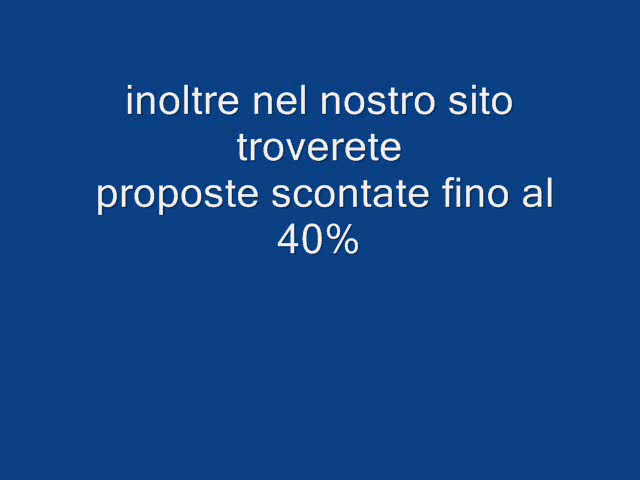 inoltre nel nostro sito
troverete
proposte scontate fino al
40%